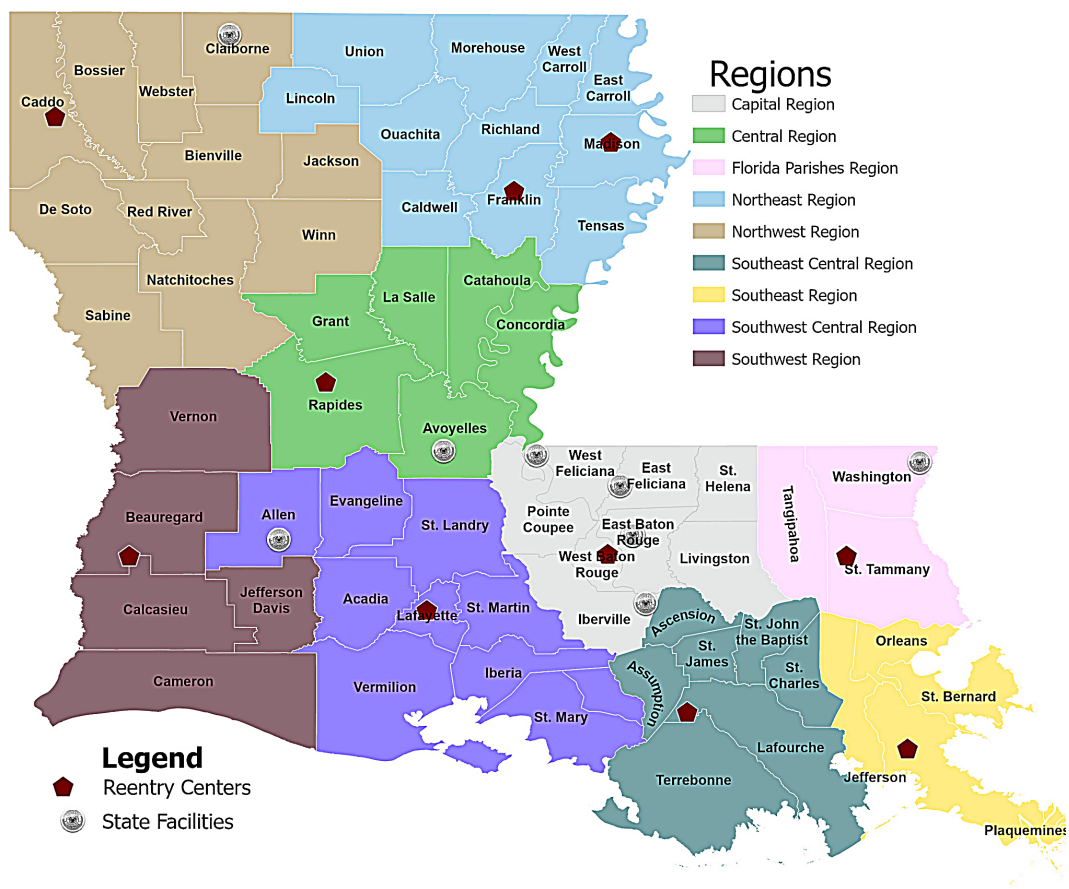 Claiborne
Union
Morehouse
West
Carroll
Bossier
Webster
East
Carroll
Caddo
Lincoln
Ouachita
Richland
Madison
Bienville
Jackson
De Soto
Red River
Caldwell
Franklin
Winn
Tensas
Natchitoches
Catahoula
La Salle
Sabine
Grant
Concordia
Rapides
Vernon
Avoyelles
West
Feliciana
East
Feliciana
St.
Helena
Washington
Tangipahoa
Evangeline
Beauregard
Allen
St. Landry
Pointe
Coupee
East Baton
Rouge
West Baton
Rouge
Livingston
St. Tammany
Jefferson
Davis
Calcasieu
Acadia
Lafayette
St. Martin
Iberville
Ascension
St. John
the Baptist
Orleans
St.
James
St.
Charles
Cameron
Vermilion
Iberia
Assumption
St. Bernard
St. Mary
Lafourche
Terrebonne
Jefferson
Plaquemines
Regions
Capital Region
Central Region
Florida Parishes Region
Northeast Region
Northwest Region
Southeast Central Region
Southeast Region
Southwest Central Region
Southwest Region
Legend
Reentry Centers
State Facilities